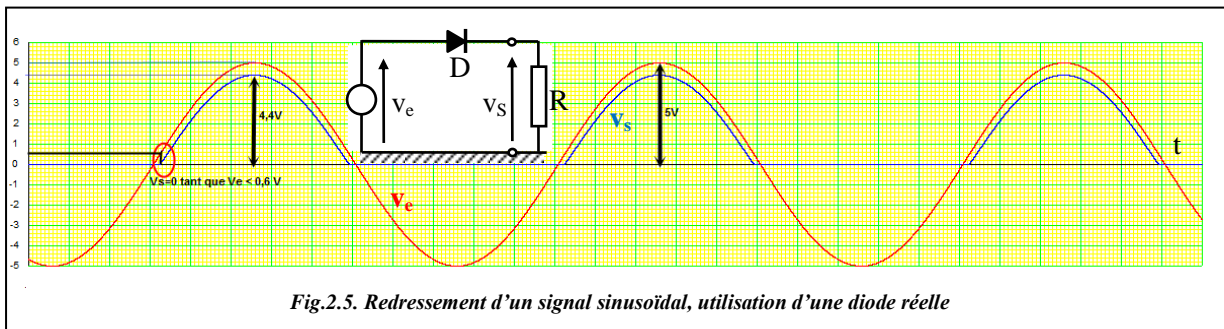 6
5
4
3
2
1
0
-1
-2
-3
-4
-5
4,4V
Vs=0 tant que Ve < 0,6 V
D
ve
vS
R
vs
5V
t
ve
Fig.2.5. Redressement d’un signal sinusoïdal, utilisation d’une diode réelle